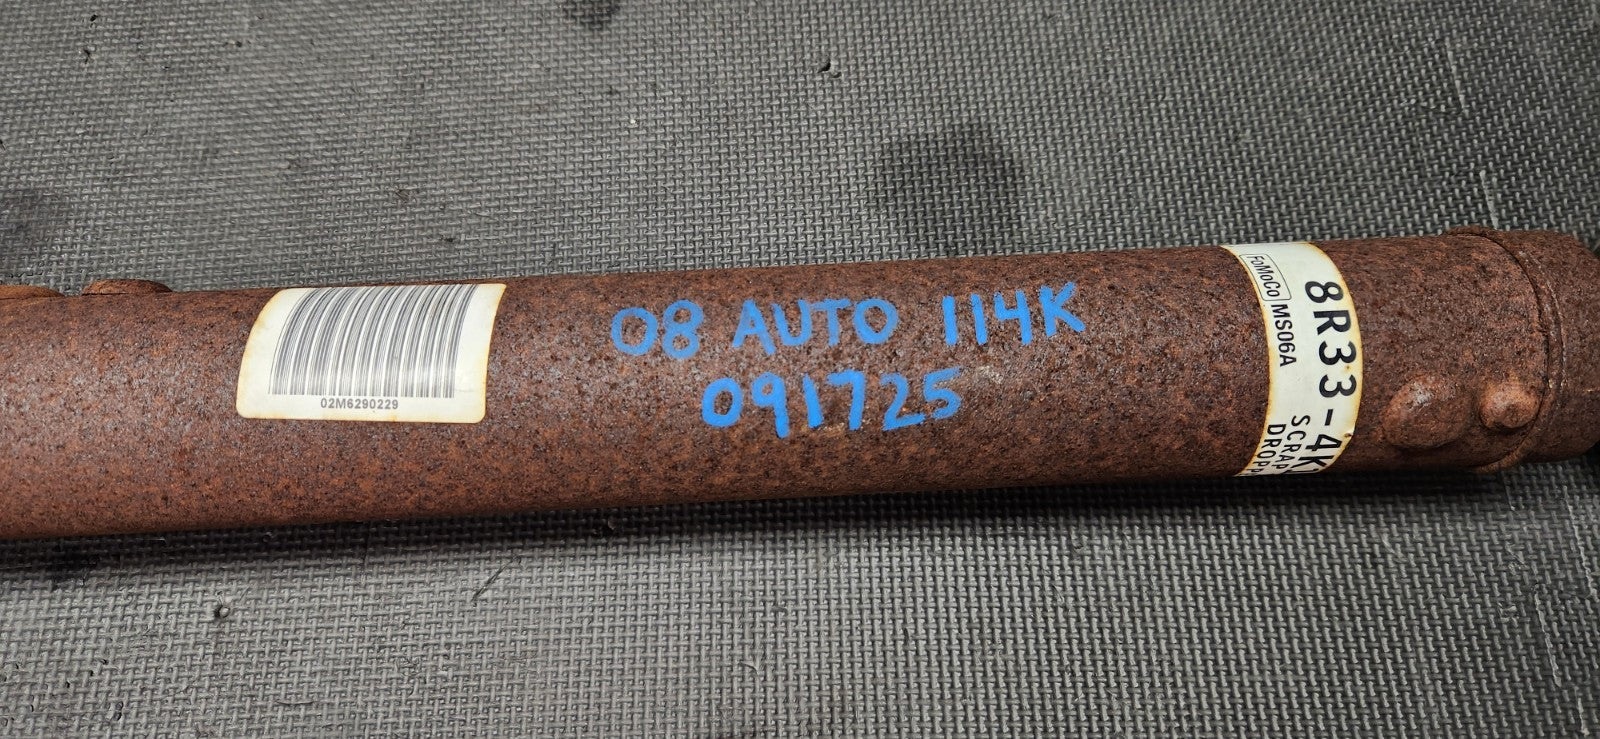 02M6290229
08 AUTO 114K
091725
FoMoCo MS06A
8R33-4K
SCRAP
DROPP